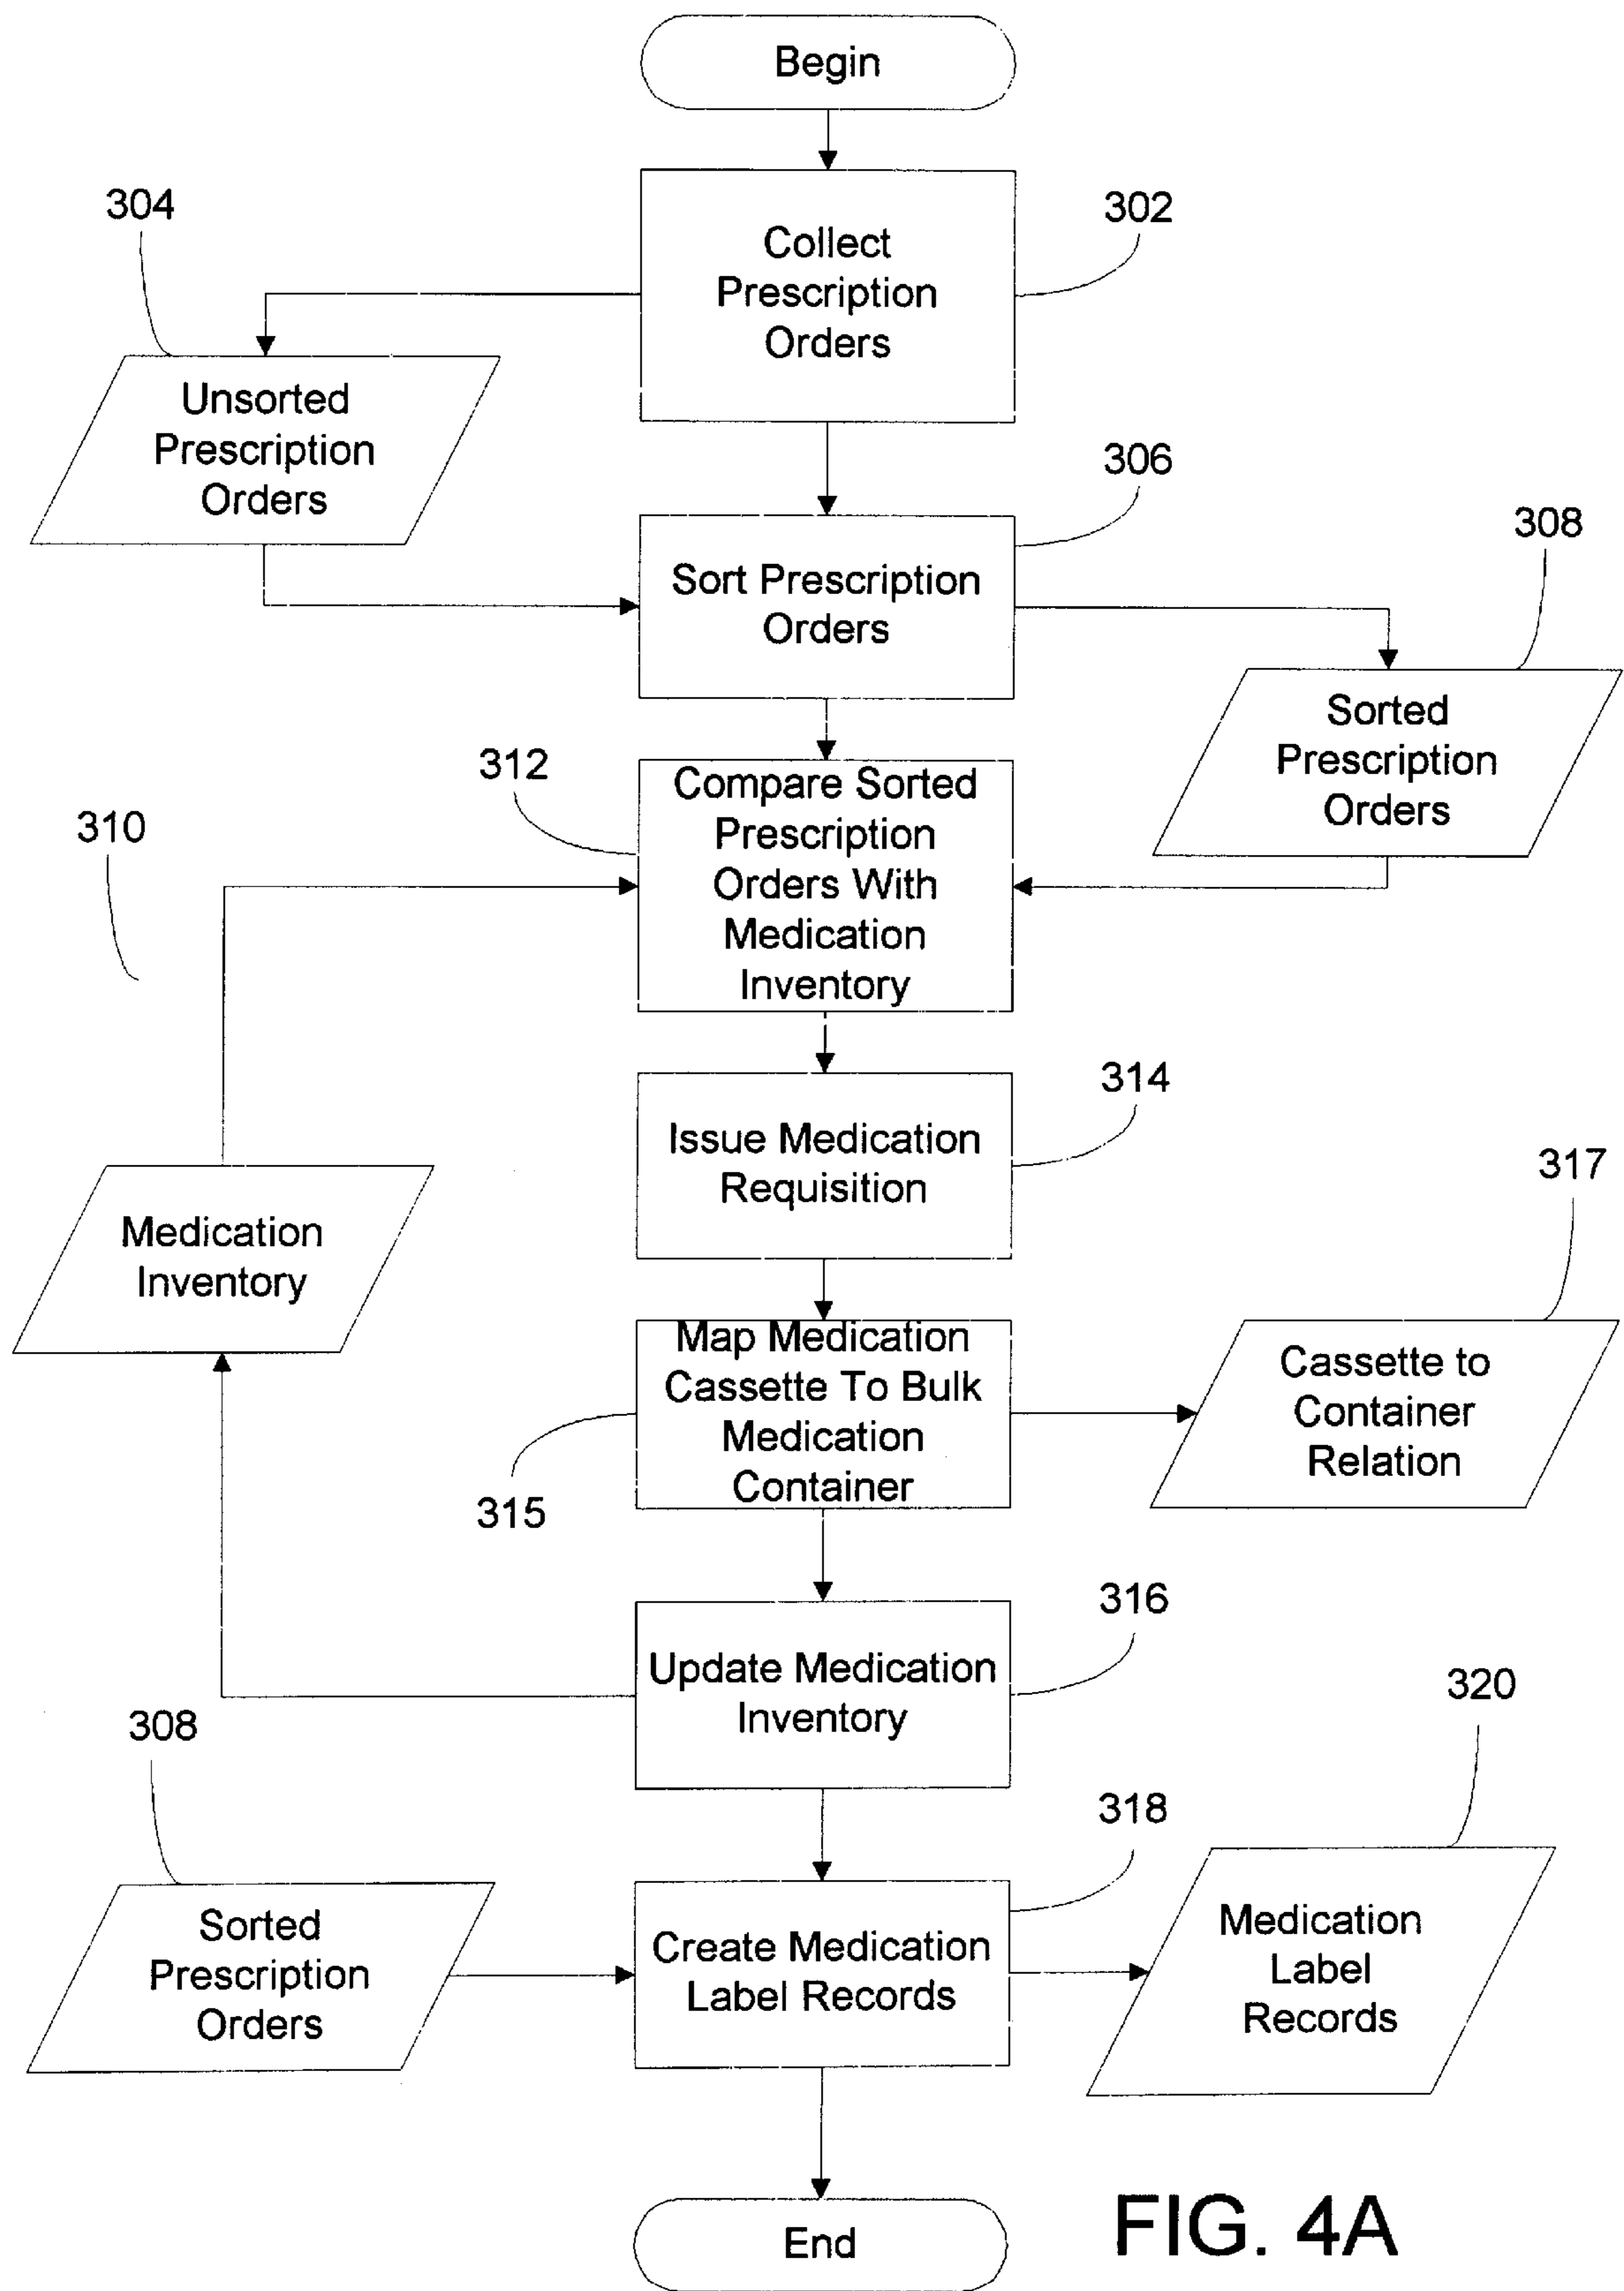 Begin
304
302
Collect
Prescription
Orders
Unsorted
Prescription
Orders
306
308
Sort Prescription
Orders
Sorted
Prescription
Orders
312
310
Compare Sorted
Prescription
Orders With
Medication
Inventory
314
Issue Medication
Requisition
317
Medication
Inventory
Map Medication
Cassette To Bulk
Medication
Container
315
Cassette to
Container
Relation
316
Update Medication
Inventory
320
308
318
Sorted
Prescription
Orders
Create Medication
Label Records
Medication
Label
Records
End
FIG. 4A